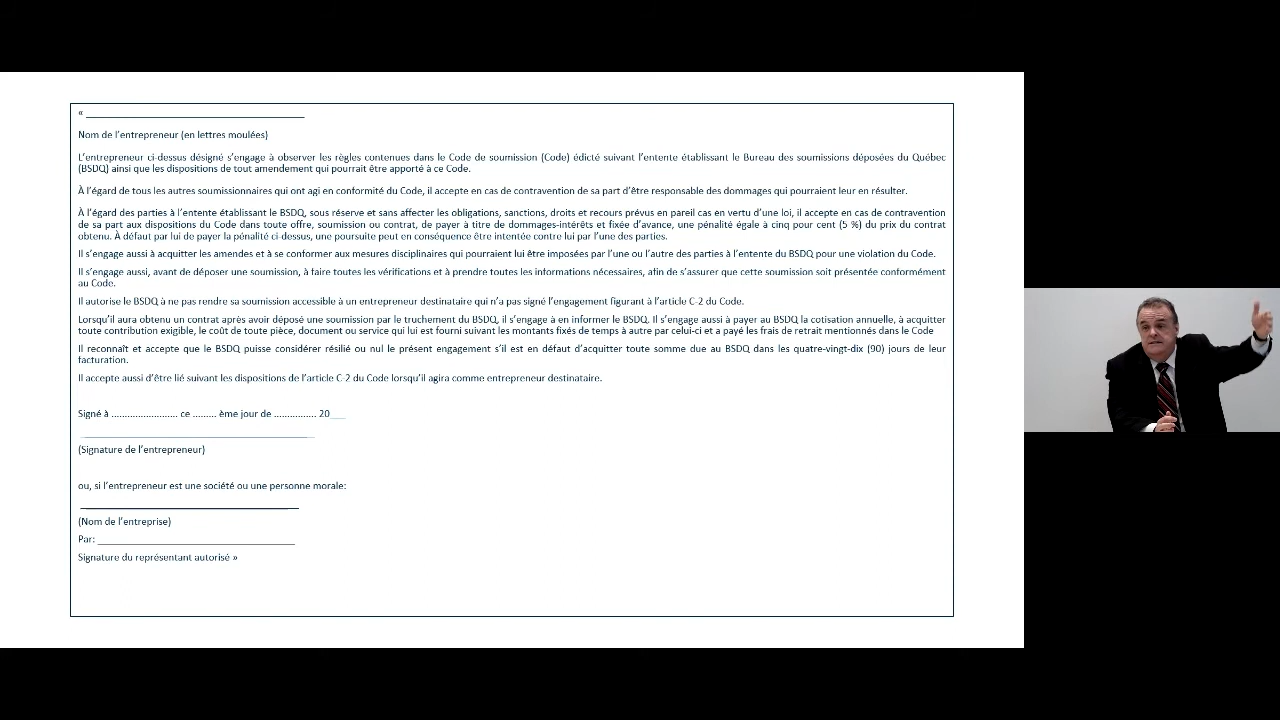 « ________________________________________
Nom de l’entrepreneur (en lettres moulées)
L’entrepreneur ci-dessus désigné s’engage à observer les règles contenues dans le Code de soumission (Code) édicté suivant l’entente établissant le Bureau des soumissions déposées du Québec
(BSDQ) ainsi que les dispositions de tout amendement qui pourrait être apporté à ce Code.
À l’égard de tous les autres soumissionnaires qui ont agi en conformité du Code, il accepte en cas de contravention de sa part d’être responsable des dommages qui pourraient leur en résulter.
À l’égard des parties à l’entente établissant le BSDQ, sous réserve et sans affecter les obligations, sanctions, droits et recours prévus en pareil cas en vertu d’une loi, il accepte en cas de contravention
de sa part aux dispositions du Code dans toute offre, soumission ou contrat, de payer à titre de dommages-intérêts et fixée d’avance, une pénalité égale à cinq pour cent (5 %) du prix du contrat
obtenu. À défaut par lui de payer la pénalité ci-dessus, une poursuite peut en conséquence être intentée contre lui par l’une des parties.
Il s’engage aussi à acquitter les amendes et à se conformer aux mesures disciplinaires qui pourraient lui être imposées par l’une ou l’autre des parties à l’entente du BSDQ pour une violation du Code.
Il s’engage aussi, avant de déposer une soumission, à faire toutes les vérifications et à prendre toutes les informations nécessaires, afin de s’assurer que cette soumission soit présentée conformément
au Code.
Il autorise le BSDQ à ne pas rendre sa soumission accessible à un entrepreneur destinataire qui n’a pas signé l’engagement figurant à l’article C-2 du Code.
Lorsqu’il aura obtenu un contrat après avoir déposé une soumission par le truchement du BSDQ, il s’engage à en informer le BSDQ. Il s’engage aussi à payer au BSDQ la cotisation annuelle, à acquitter
toute contribution exigible, le coût de toute pièce, document ou service qui lui est fourni suivant les montants fixés de temps à autre par celui-ci et a payé les frais de retrait mentionnés dans le Code
Il reconnaît et accepte que le BSDQ puisse considérer résilié ou nul le présent engagement s’il est en défaut d’acquitter toute somme due au BSDQ dans les quatre-vingt-dix (90) jours de leur
facturation.
Il accepte aussi d’être lié suivant les dispositions de l’article C-2 du Code lorsqu’il agira comme entrepreneur destinataire.
Signé à ......................... ce ......... ème jour de ................ 20___
(Signature de l’entrepreneur)
ou, si l’entrepreneur est une société ou une personne morale:
(Nom de l’entreprise)
Par: ____________________________________
Signature du représentant autorisé »